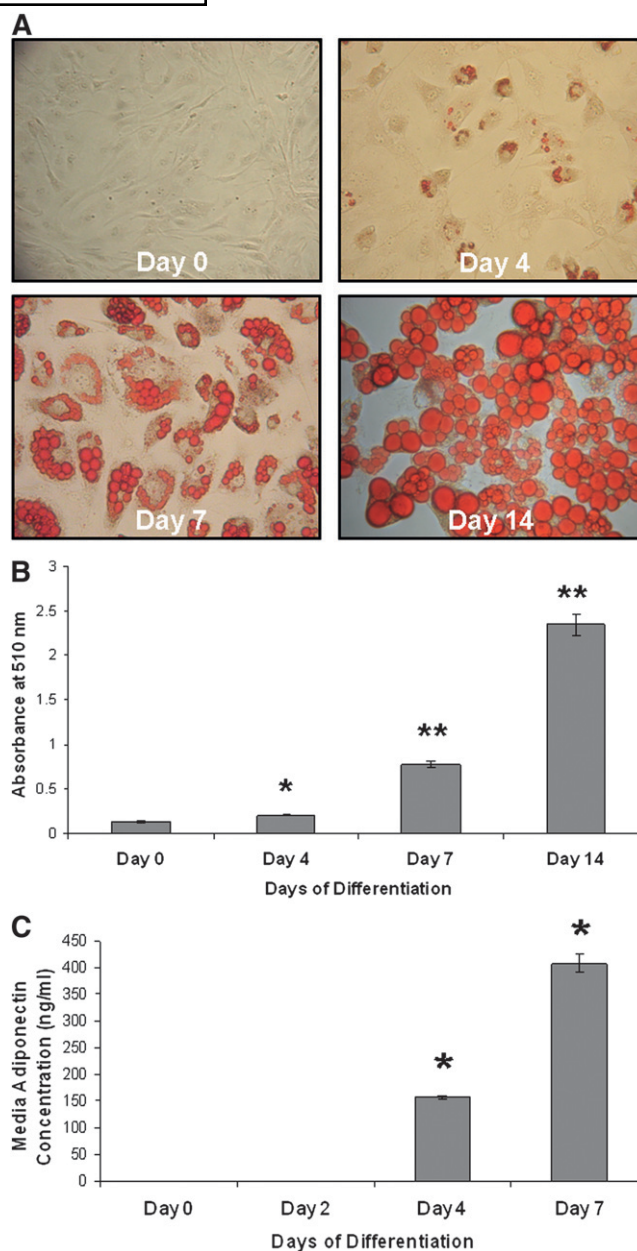 A
Day 0
Day 4
Day 7
Day 14
B
Absorbance at 510 nm
3
2.5
2
1.5
1
0.5
0
*
**
**
Day 0
Day 4
Day 7
Day 14
Days of Differentiation
C
Media Adiponectin
Concentration (ng/ml)
450
400
350
300
250
200
150
100
50
0
*
*
Day 0
Day 2
Day 4
Day 7
Days of Differentiation